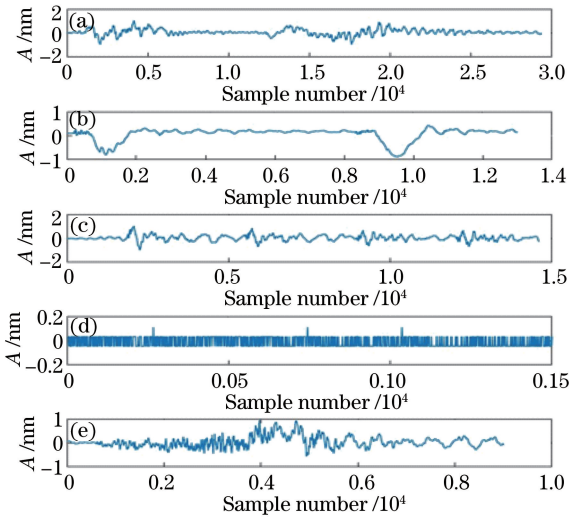 (a)
A /nm
2
0
−2
0 0.5 1.0 1.5 2.0 2.5 3.0
Sample number /10⁴
(b)
A /nm
1
0
−1
0 0.2 0.4 0.6 0.8 1.0 1.2 1.4
Sample number /10⁴
(c)
A /nm
2
0
−2
0 0.5 1.0 1.5
Sample number /10⁴
(d)
A /nm
0.2
0
−0.2
0 0.05 0.10 0.15
Sample number /10⁴
(e)
A /nm
1
0
−1
0 0.2 0.4 0.6 0.8 1.0
Sample number /10⁴